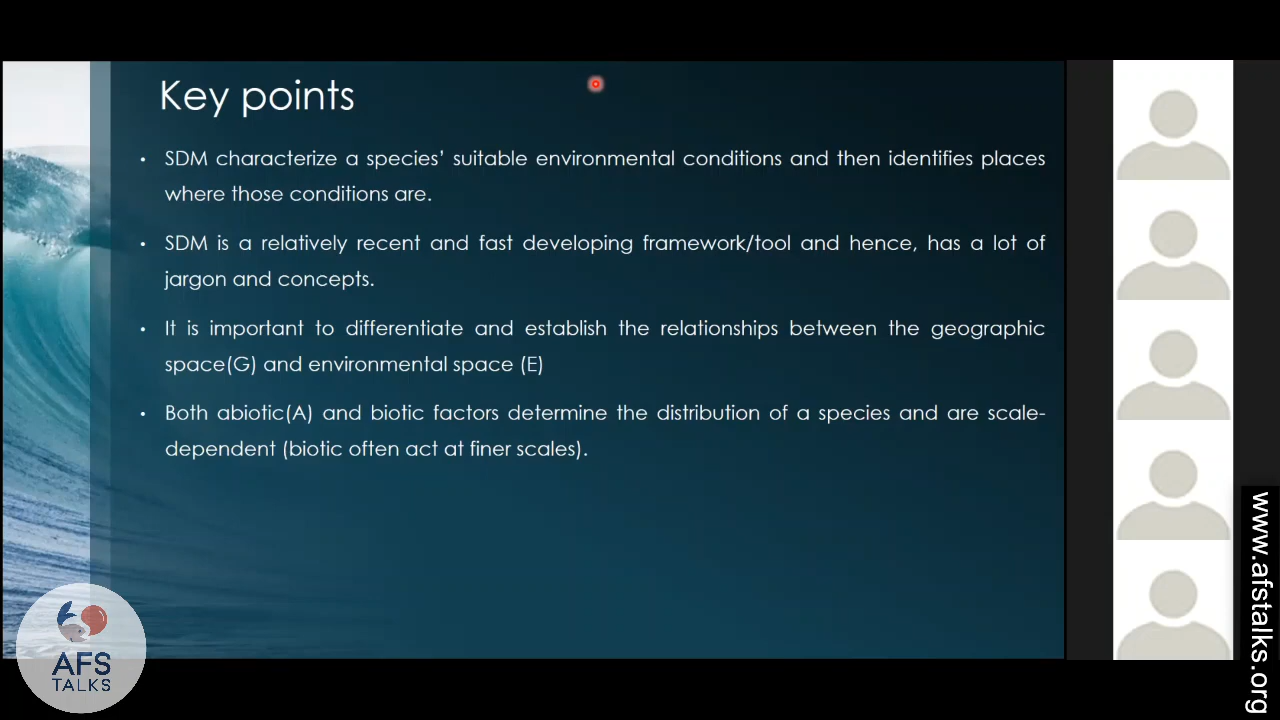 Key points
• SDM characterize a species’ suitable environmental conditions and then identifies places
where those conditions are.
• SDM is a relatively recent and fast developing framework/tool and hence, has a lot of
jargon and concepts.
• It is important to differentiate and establish the relationships between the geographic
space(G) and environmental space (E)
• Both abiotic(A) and biotic factors determine the distribution of a species and are scale-
dependent (biotic often act at finer scales).
AFS
TALKS
www.afstalks.org